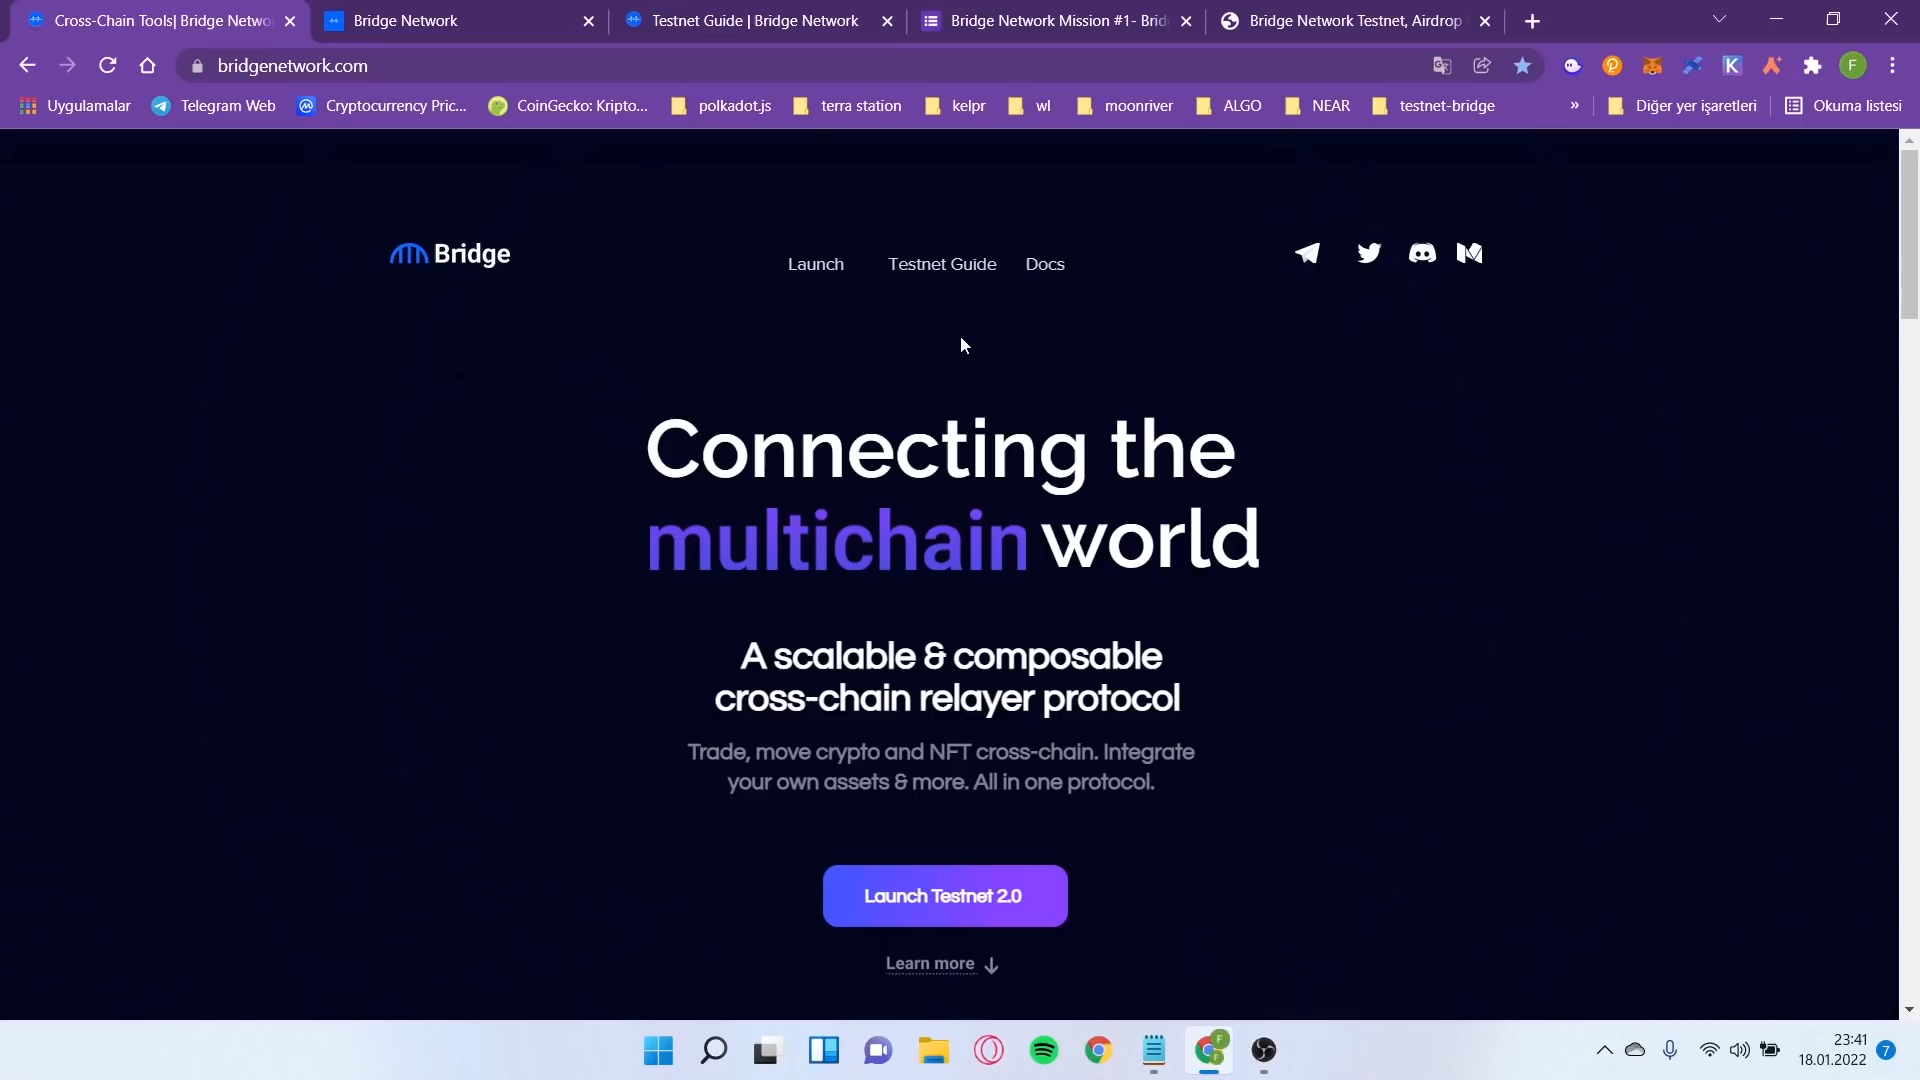 Cross-Chain Tools| Bridge Netwo
Bridge Network
Testnet Guide | Bridge Network
Bridge Network Mission #1- Brid
Bridge Network Testnet, Airdrop
bridgenetwork.com
F
Uygulamalar
Telegram Web
Cryptocurrency Pric...
CoinGecko: Kripto...
polkadot.js
terra station
kelpr
wl
moonriver
ALGO
NEAR
testnet-bridge
»
Diğer yer işaretleri
Okuma listesi
Bridge
Launch
Testnet Guide
Docs
Connecting the
multichain world
A scalable & composable
cross-chain relayer protocol
Trade, move crypto and NFT cross-chain. Integrate
your own assets & more. All in one protocol.
Launch Testnet 2.0
Learn more
23:41
18.01.2022
7